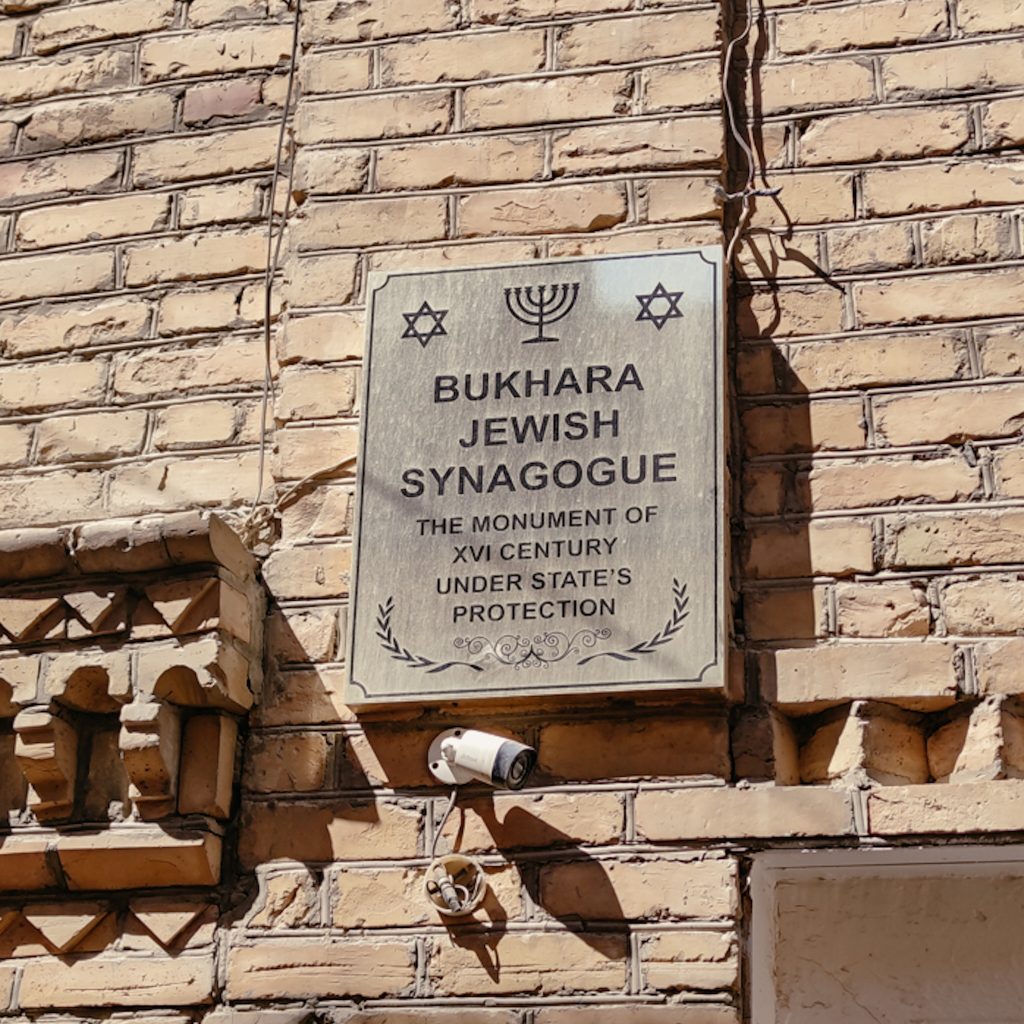 BUKHARA
JEWISH
SYNAGOGUE
THE MONUMENT OF
XVI CENTURY
UNDER STATE'S
PROTECTION